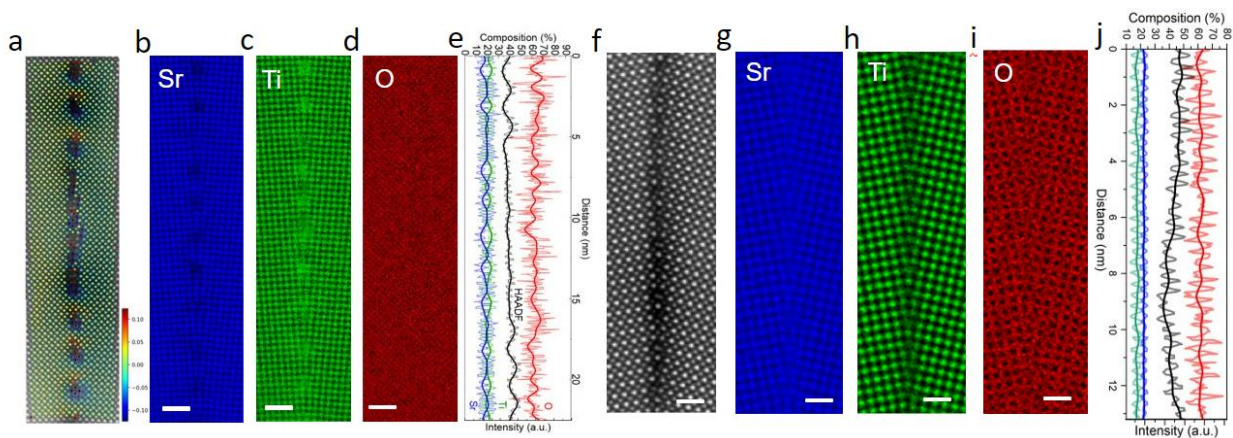 a
b
c
d
e
f
g
h
i
j
Sr
Ti
O
Composition (%)
0 10 20 30 40 50 60 70 80 90
0
5
10
15
20
Distance (nm)
HAADF
Sr
Ti
O
Intensity (a.u.)
0.10
0.05
0.00
−0.05
−0.10
Sr
Ti
~
O
Composition (%)
10 20 30 40 50 60 70 80
0
2
4
6
8
10
12
Distance (nm)
Intensity (a.u.)